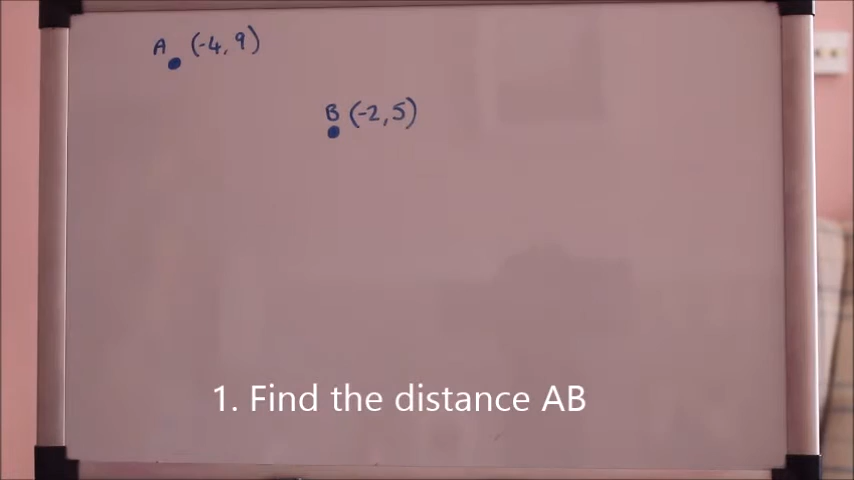 A (-4, 9)
B (-2, 5)
1. Find the distance AB